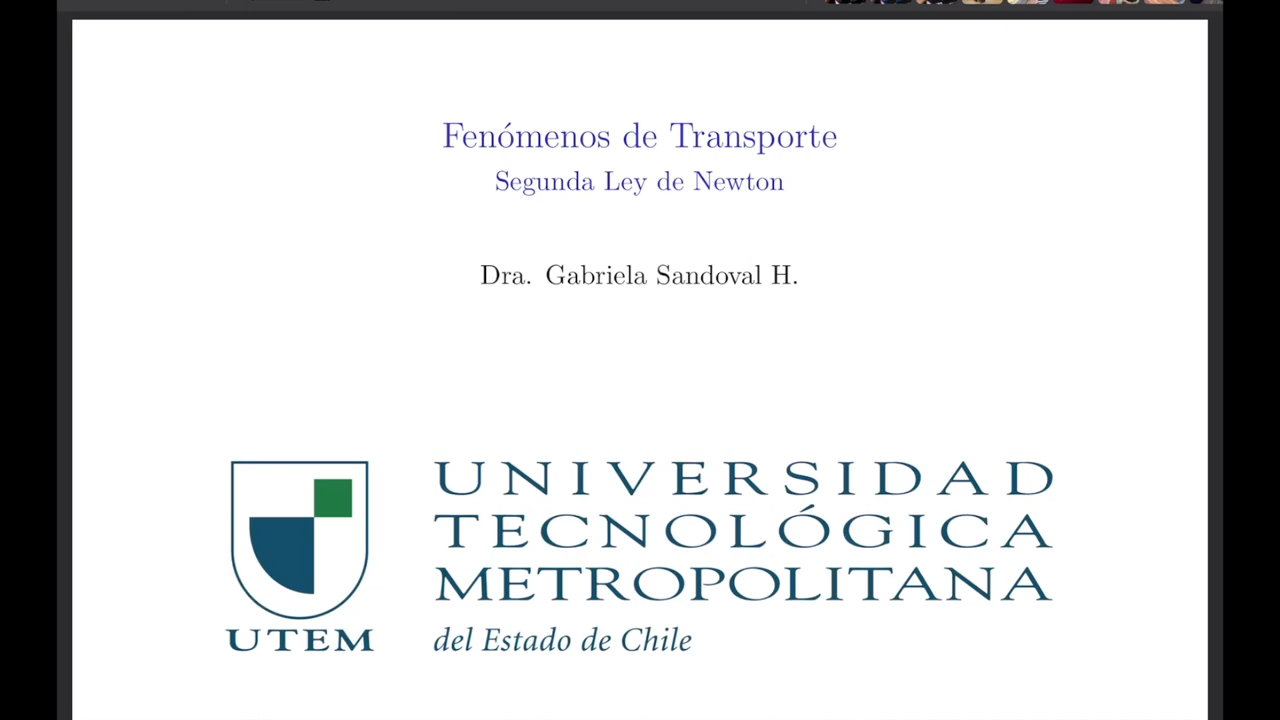 Fenómenos de Transporte
Segunda Ley de Newton
Dra. Gabriela Sandoval H.
UNIVERSIDAD
TECNOLÓGICA
METROPOLITANA
UTEM
del Estado de Chile